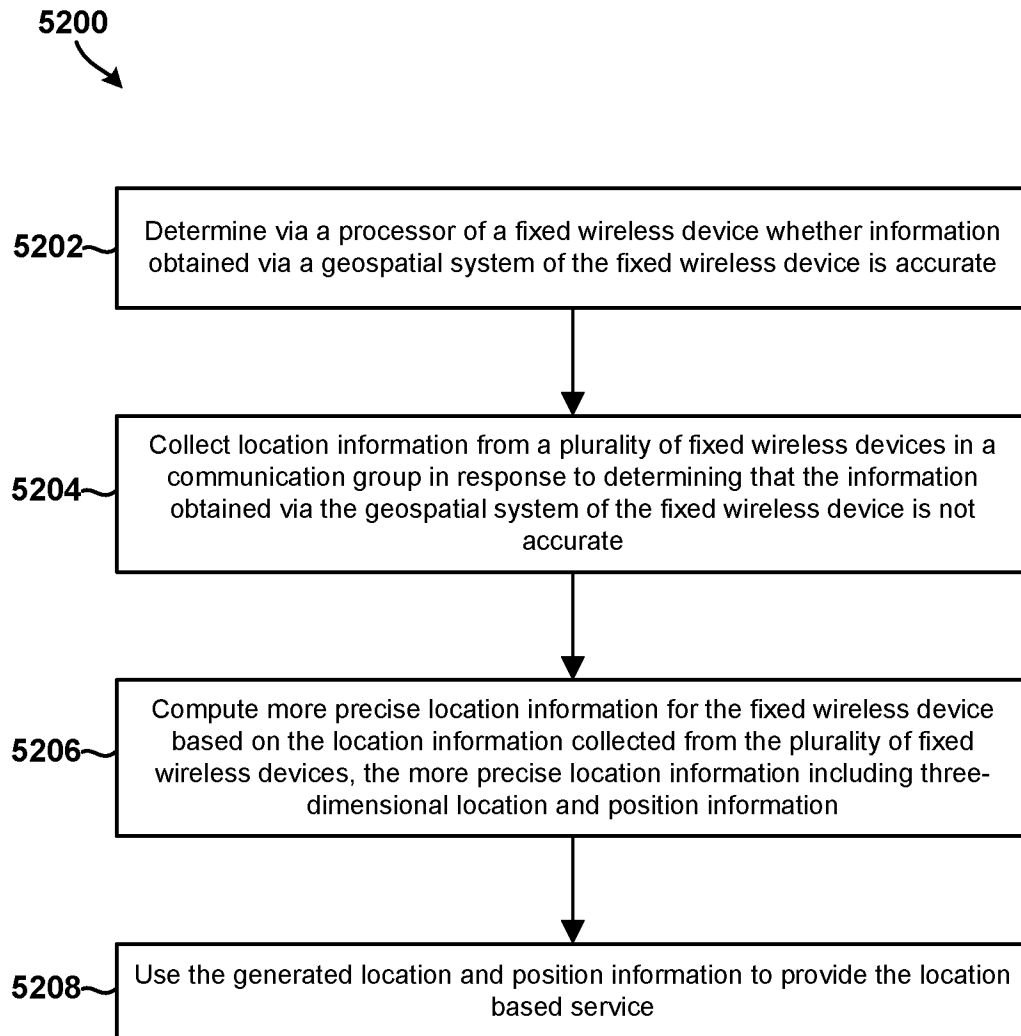 5200
5202
Determine via a processor of a fixed wireless device whether information
obtained via a geospatial system of the fixed wireless device is accurate
5204
Collect location information from a plurality of fixed wireless devices in a
communication group in response to determining that the information
obtained via the geospatial system of the fixed wireless device is not
accurate
5206
Compute more precise location information for the fixed wireless device
based on the location information collected from the plurality of fixed
wireless devices, the more precise location information including three-
dimensional location and position information
5208
Use the generated location and position information to provide the location
based service